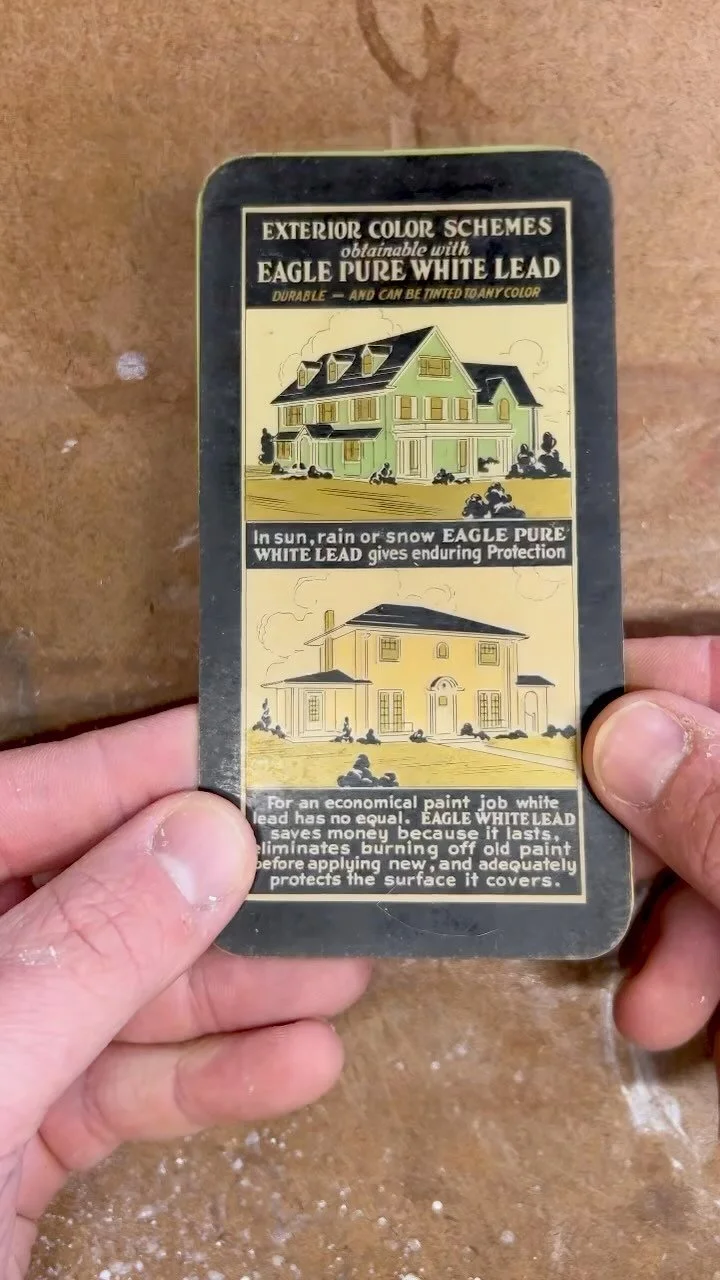 EXTERIOR COLOR SCHEMES
obtainable with
EAGLE PURE WHITE LEAD
DURABLE — AND CAN BE TINTED TO ANY COLOR
In sun, rain or snow EAGLE PURE
WHITE LEAD gives enduring Protection
For an economical paint job white
lead has no equal. EAGLE WHITE LEAD
saves money because it lasts,
eliminates burning off old paint
before applying new, and adequately
protects the surface it covers.